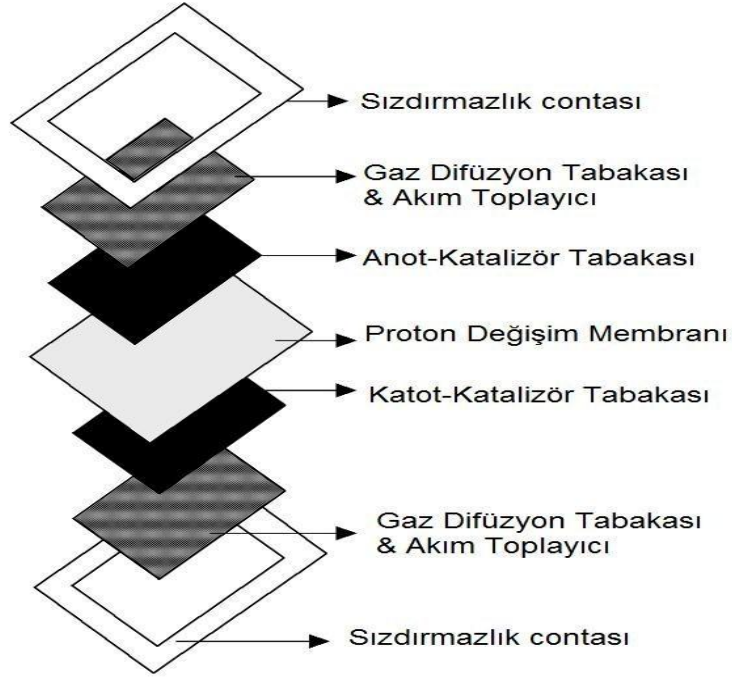 Sızdırmazlık contası
Gaz Difüzyon Tabakası
& Akım Toplayıcı
Anot-Katalizör Tabakası
Proton Değişim Membranı
Katot-Katalizör Tabakası
Gaz Difüzyon Tabakası
& Akım Toplayıcı
Sızdırmazlık contası